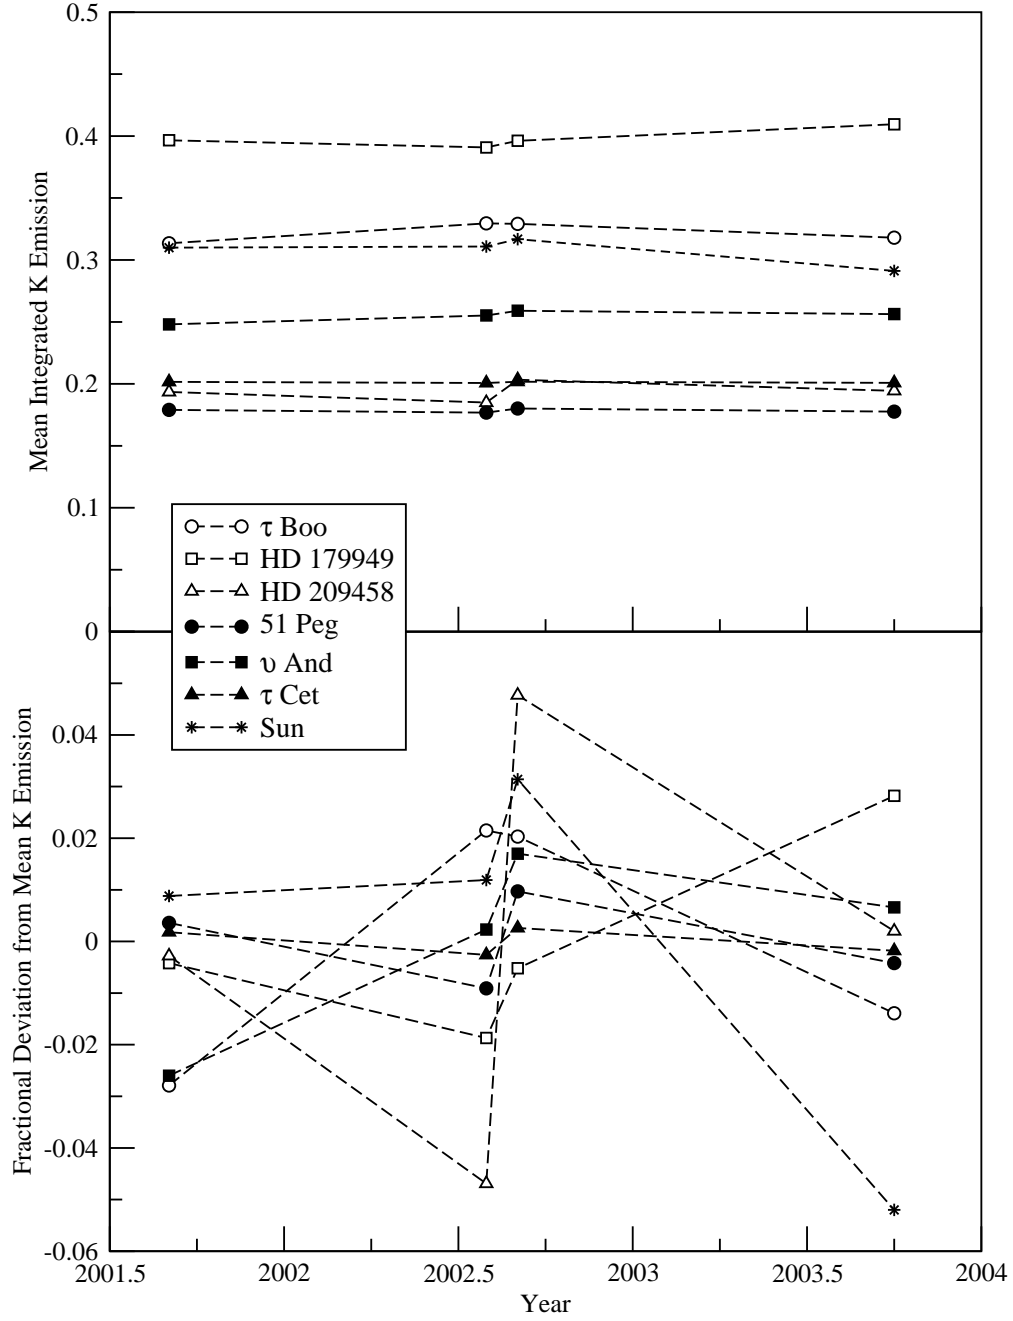 0.5
0.4
0.3
0.2
0.1
0
Mean Integrated K Emission
τ Boo
HD 179949
HD 209458
51 Peg
υ And
τ Cet
Sun
0.04
0.02
0
-0.02
-0.04
-0.06
Fractional Deviation from Mean K Emission
2001.5 2002 2002.5 2003 2003.5 2004
Year